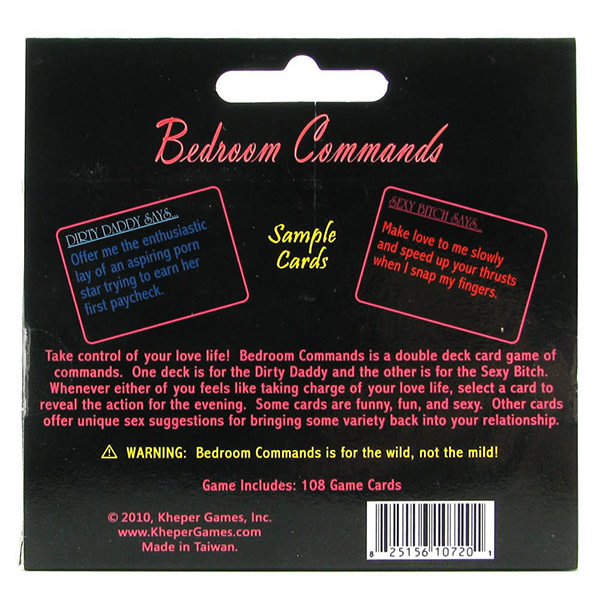 Bedroom Commands
DIRTY DADDY SAYS...
Offer me the enthusiastic
lay of an aspiring porn
star trying to earn her
first paycheck.
Sample
Cards
SEXY BITCH SAYS...
Make love to me slowly
and speed up your thrusts
when I snap my fingers.
Take control of your love life! Bedroom Commands is a double deck card game of
commands. One deck is for the Dirty Daddy and the other is for the Sexy Bitch.
Whenever either of you feels like taking charge of your love life, select a card to
reveal the action for the evening. Some cards are funny, fun, and sexy. Other cards
offer unique sex suggestions for bringing some variety back into your relationship.
⚠ WARNING: Bedroom Commands is for the wild, not the mild!
Game Includes: 108 Game Cards
© 2010, Kheper Games, Inc.
www.KheperGames.com
Made in Taiwan.
8 25156 10720 1